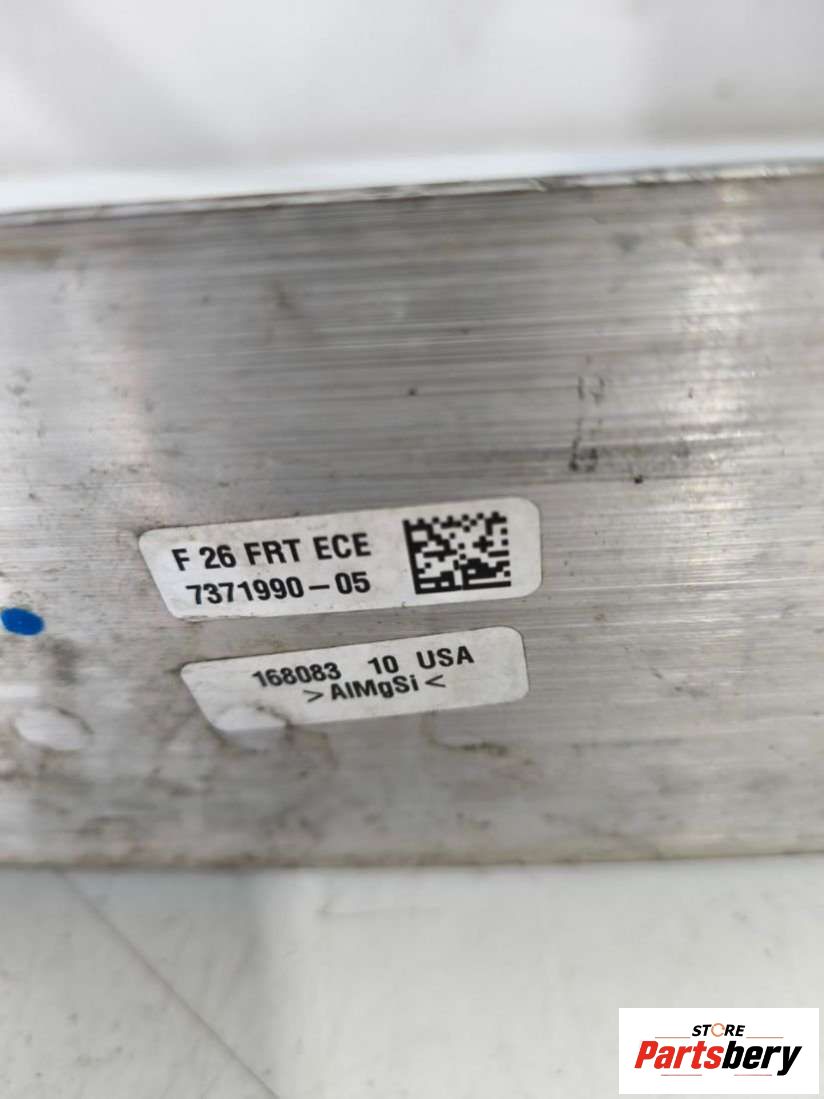 F 26 FRT ECE
7371990-05
168083 10 USA
>AlMgSi<
STORE
Partsbery